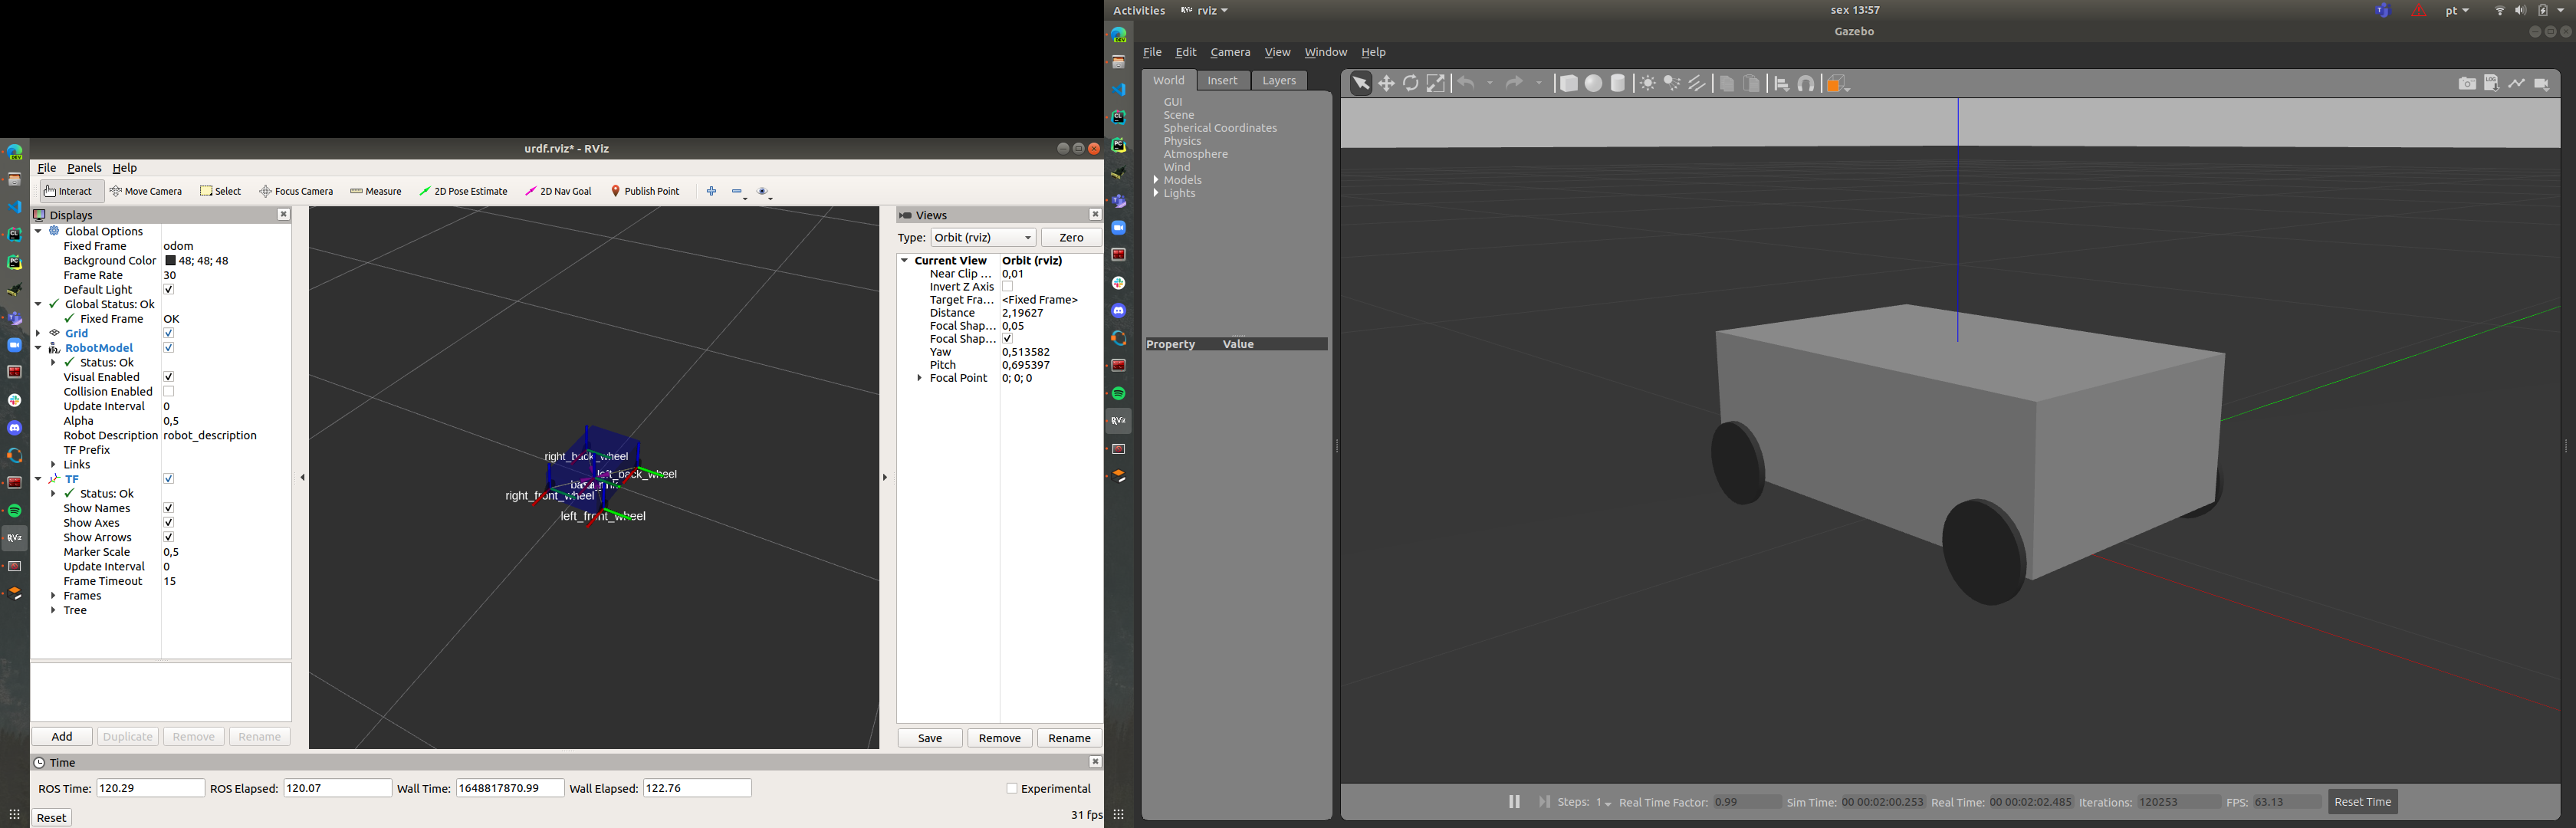 urdf.rviz* - RViz
File Panels Help
Interact Move Camera Select Focus Camera Measure 2D Pose Estimate 2D Nav Goal Publish Point
Displays
Global Options
Fixed Frame odom
Background Color 48; 48; 48
Frame Rate 30
Default Light
Global Status: Ok
Fixed Frame OK
Grid
RobotModel
Status: Ok
Visual Enabled
Collision Enabled
Update Interval 0
Alpha 0,5
Robot Description robot_description
TF Prefix
Links
TF
Status: Ok
Show Names
Show Axes
Show Arrows
Marker Scale 0,5
Update Interval 0
Frame Timeout 15
Frames
Tree
Add Duplicate Remove Rename
right_back_wheel
left_back_wheel
right_front_wheel
left_front_wheel
Views
Type: Orbit (rviz) Zero
Current View Orbit (rviz)
Near Clip ... 0,01
Invert Z Axis
Target Fra... <Fixed Frame>
Distance 2,19627
Focal Shap... 0,05
Focal Shap...
Yaw 0,513582
Pitch 0,695397
Focal Point 0; 0; 0
Save Remove Rename
Time
ROS Time: 120.29 ROS Elapsed: 120.07 Wall Time: 1648817870.99 Wall Elapsed: 122.76 Experimental
Reset 31 fps
Activities rviz sex 13:57 pt
Gazebo
File Edit Camera View Window Help
World Insert Layers
GUI
Scene
Spherical Coordinates
Physics
Atmosphere
Wind
Models
Lights
Property Value
Steps: 1 Real Time Factor: 0.99 Sim Time: 00 00:02:00.253 Real Time: 00 00:02:02.485 Iterations: 120253 FPS: 63.13 Reset Time